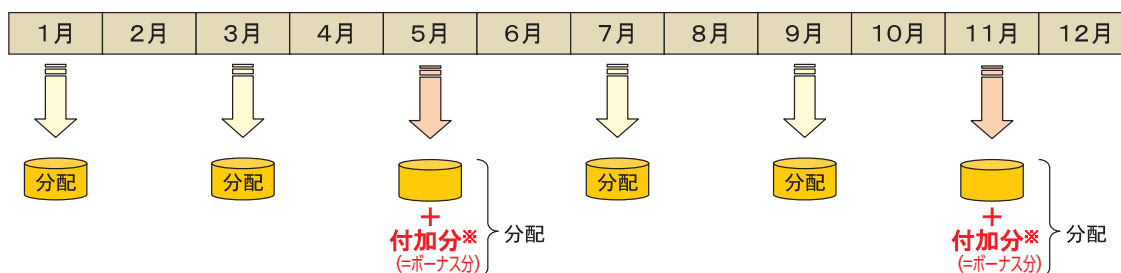 1月 2月 3月 4月 5月 6月 7月 8月 9月 10月 11月 12月
分配 分配 分配 分配
+ +
付加分※ 分配 付加分※ 分配
(=ボーナス分) (=ボーナス分)